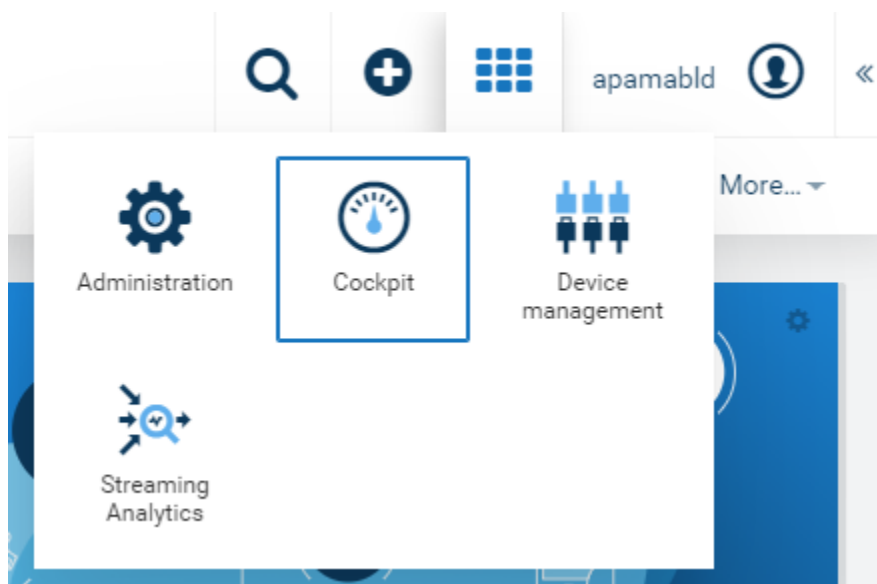 apamabld
More...
Administration
Cockpit
Device
management
Streaming
Analytics